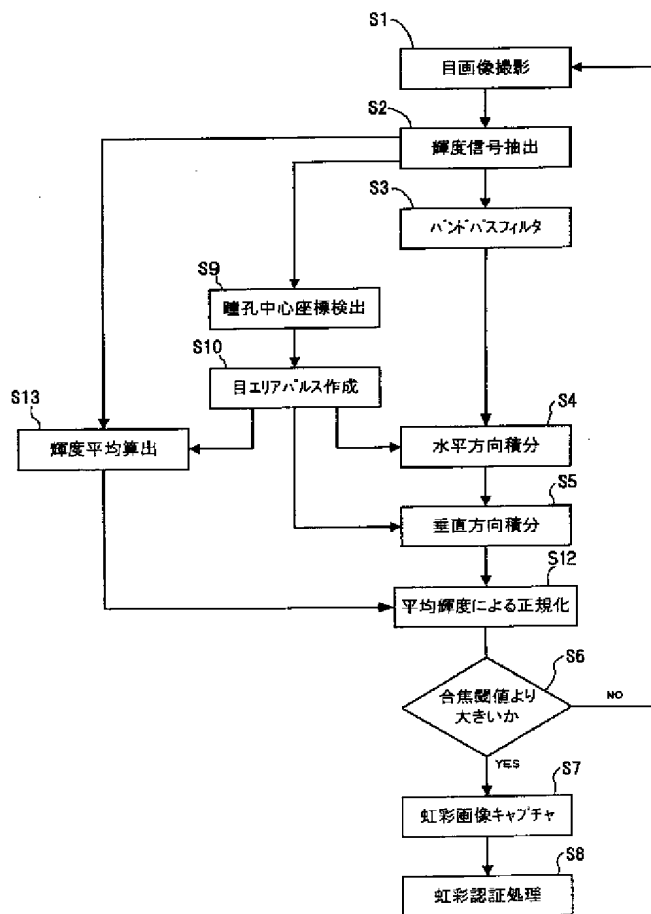 S1
目画像撮影
S2
輝度信号抽出
S3
バンドパスフィルタ
S9
瞳孔中心座標検出
S10
目エリアパルス作成
S13
輝度平均算出
S4
水平方向積分
S5
垂直方向積分
S12
平均輝度による正規化
S6
合焦閾値より
大きいか
NO
YES
S7
虹彩画像キャプチャ
S8
虹彩認証処理